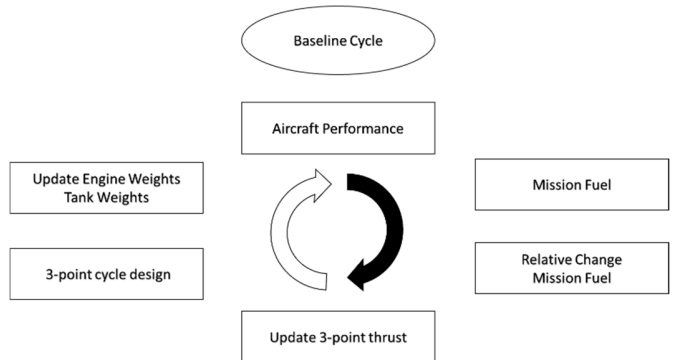 Baseline Cycle
Aircraft Performance
Update Engine Weights
Tank Weights
Mission Fuel
3-point cycle design
Relative Change
Mission Fuel
Update 3-point thrust